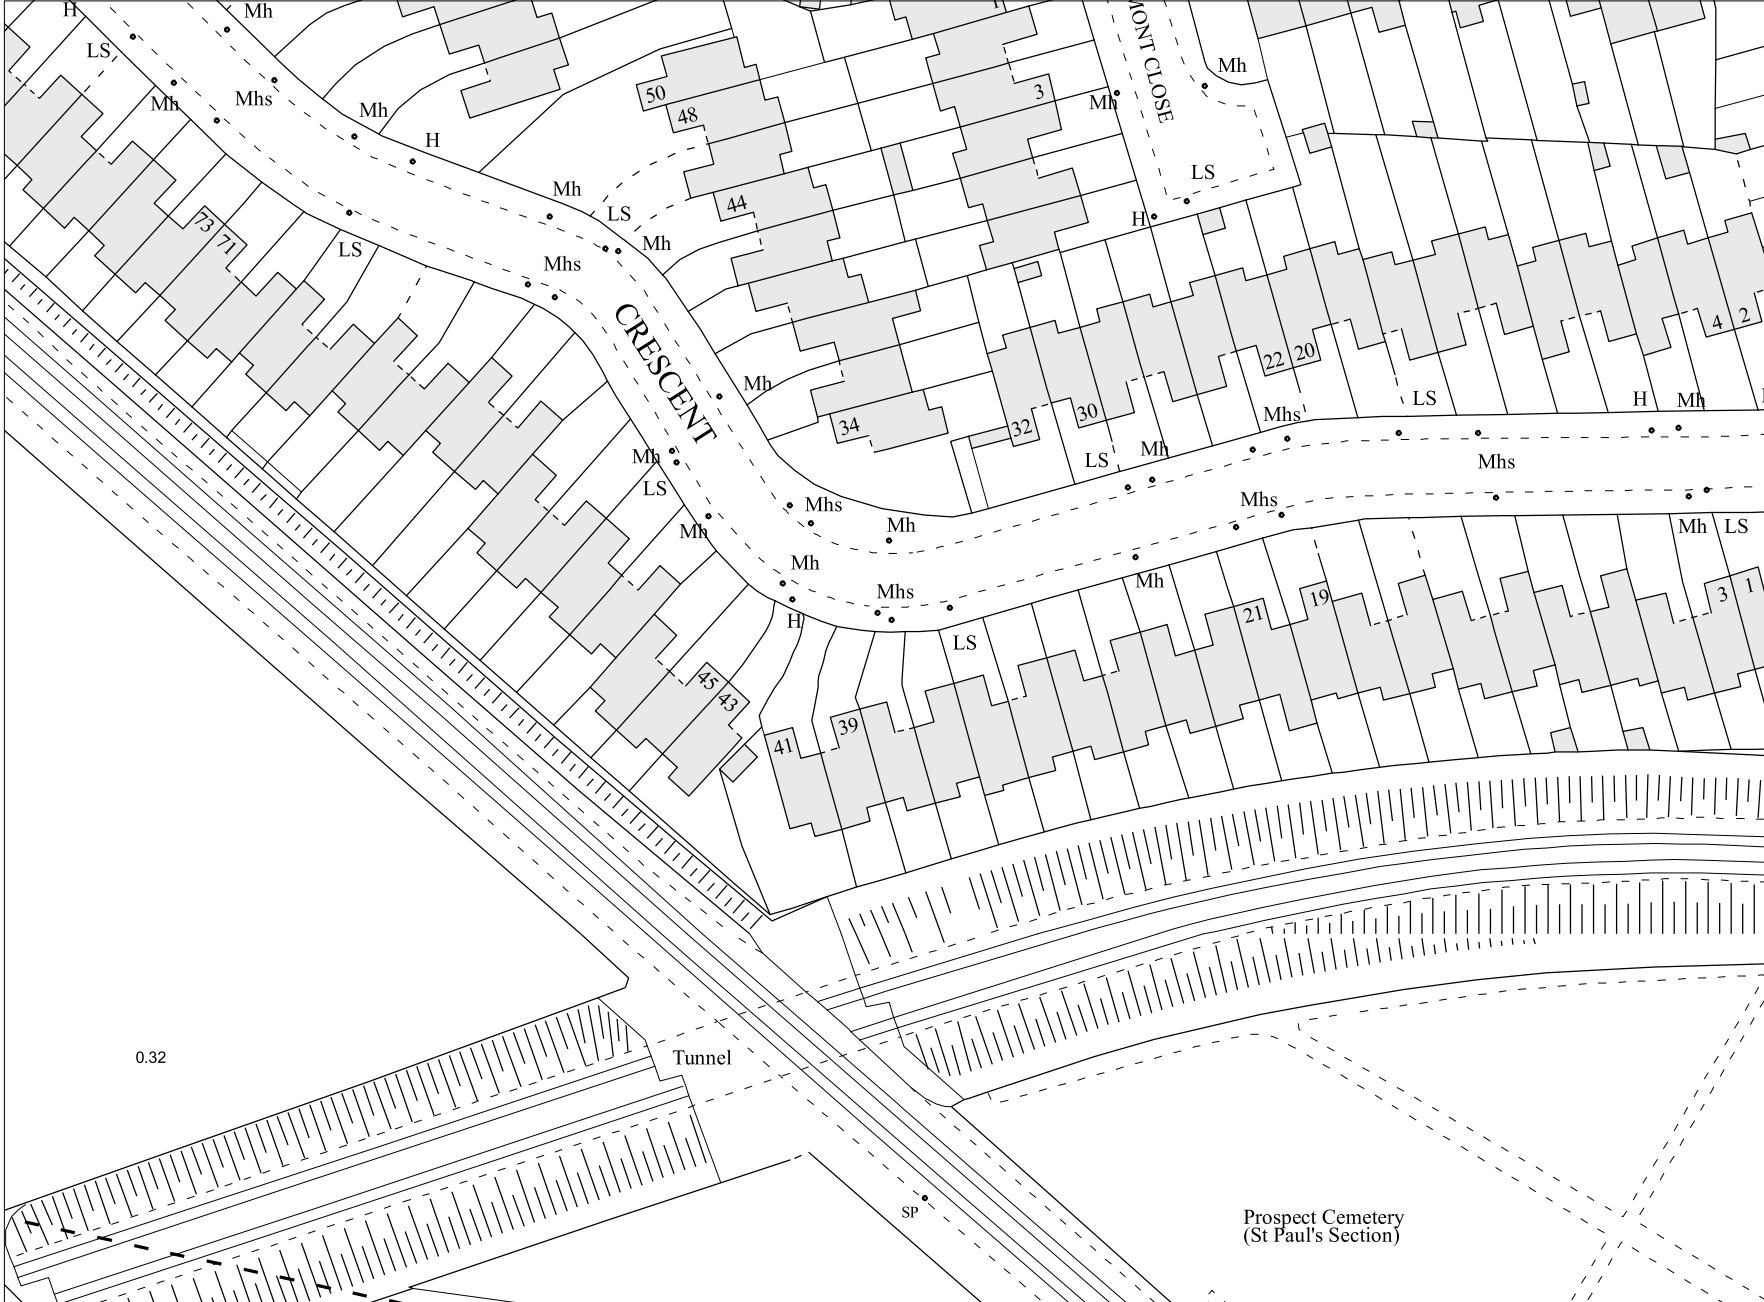 H
Mh
LS
Mh
Mhs
Mh
H
50
48
3
Mh
MONT CLOSE
Mh
LS
H
Mh
LS
Mh
44
73
71
LS
Mhs
CRESCENT
Mh
34
32
30
22
20
4
2
LS
H
Mh
Mhs
LS
Mh
Mhs
Mh
LS
Mh
Mhs
Mh
Mhs
Mh
LS
Mh
Mhs
H
Mh
LS
21
19
3
1
45
43
41
39
0.32
Tunnel
SP
Prospect Cemetery
(St Paul's Section)